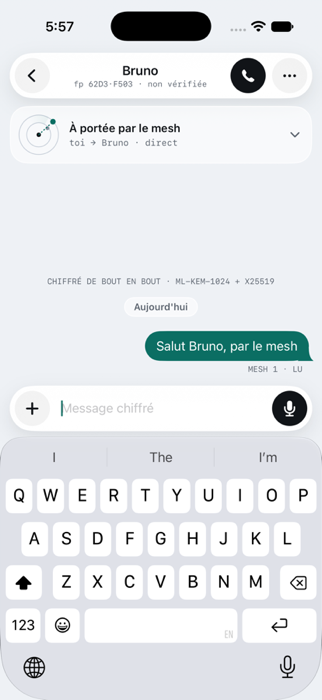 5:57
Bruno
fp 62D3·F503 · non vérifiée
À portée par le mesh
toi → Bruno · direct
CHIFFRÉ DE BOUT EN BOUT · ML-KEM-1024 + X25519
Aujourd'hui
Salut Bruno, par le mesh
MESH 1 · LU
Message chiffré
I The I'm
Q W E R T Y U I O P
A S D F G H J K L
Z X C V B N M
123
EN